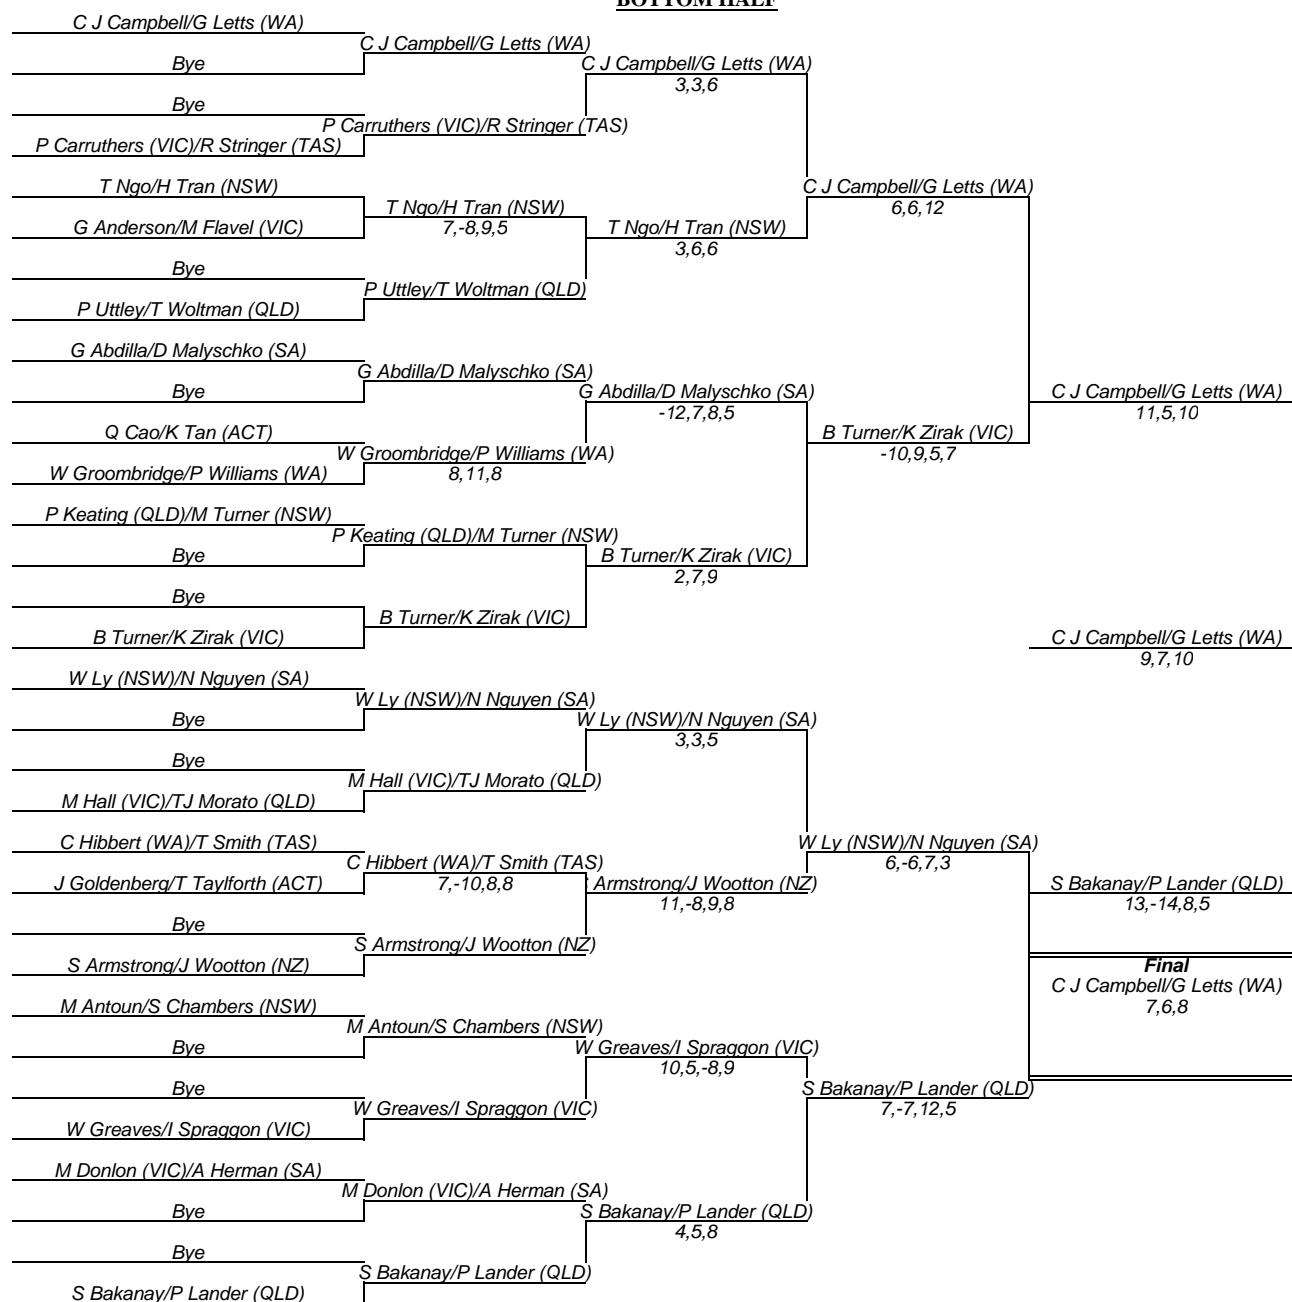 BOTTOM HALF
C J Campbell/G Letts (WA)
C J Campbell/G Letts (WA)
Bye
C J Campbell/G Letts (WA)
3,3,6
Bye
P Carruthers (VIC)/R Stringer (TAS)
P Carruthers (VIC)/R Stringer (TAS)
T Ngo/H Tran (NSW)
C J Campbell/G Letts (WA)
6,6,12
T Ngo/H Tran (NSW)
7,-8,9,5
G Anderson/M Flavel (VIC)
T Ngo/H Tran (NSW)
3,6,6
Bye
P Uttley/T Woltman (QLD)
P Uttley/T Woltman (QLD)
G Abdilla/D Malyschko (SA)
G Abdilla/D Malyschko (SA)
Bye
G Abdilla/D Malyschko (SA)
-12,7,8,5
C J Campbell/G Letts (WA)
11,5,10
Q Cao/K Tan (ACT)
B Turner/K Zirak (VIC)
-10,9,5,7
W Groombridge/P Williams (WA)
8,11,8
W Groombridge/P Williams (WA)
P Keating (QLD)/M Turner (NSW)
P Keating (QLD)/M Turner (NSW)
Bye
B Turner/K Zirak (VIC)
2,7,9
Bye
B Turner/K Zirak (VIC)
B Turner/K Zirak (VIC)
C J Campbell/G Letts (WA)
9,7,10
W Ly (NSW)/N Nguyen (SA)
W Ly (NSW)/N Nguyen (SA)
Bye
W Ly (NSW)/N Nguyen (SA)
3,3,5
Bye
M Hall (VIC)/TJ Morato (QLD)
M Hall (VIC)/TJ Morato (QLD)
C Hibbert (WA)/T Smith (TAS)
W Ly (NSW)/N Nguyen (SA)
6,-6,7,3
C Hibbert (WA)/T Smith (TAS)
7,-10,8,8
J Goldenberg/T Taylforth (ACT)
Armstrong/J Wootton (NZ)
11,-8,9,8
S Bakanay/P Lander (QLD)
13,-14,8,5
Bye
S Armstrong/J Wootton (NZ)
S Armstrong/J Wootton (NZ)
Final
C J Campbell/G Letts (WA)
7,6,8
M Antoun/S Chambers (NSW)
M Antoun/S Chambers (NSW)
Bye
W Greaves/I Spraggon (VIC)
10,5,-8,9
Bye
S Bakanay/P Lander (QLD)
7,-7,12,5
W Greaves/I Spraggon (VIC)
W Greaves/I Spraggon (VIC)
M Donlon (VIC)/A Herman (SA)
M Donlon (VIC)/A Herman (SA)
Bye
S Bakanay/P Lander (QLD)
4,5,8
Bye
S Bakanay/P Lander (QLD)
S Bakanay/P Lander (QLD)